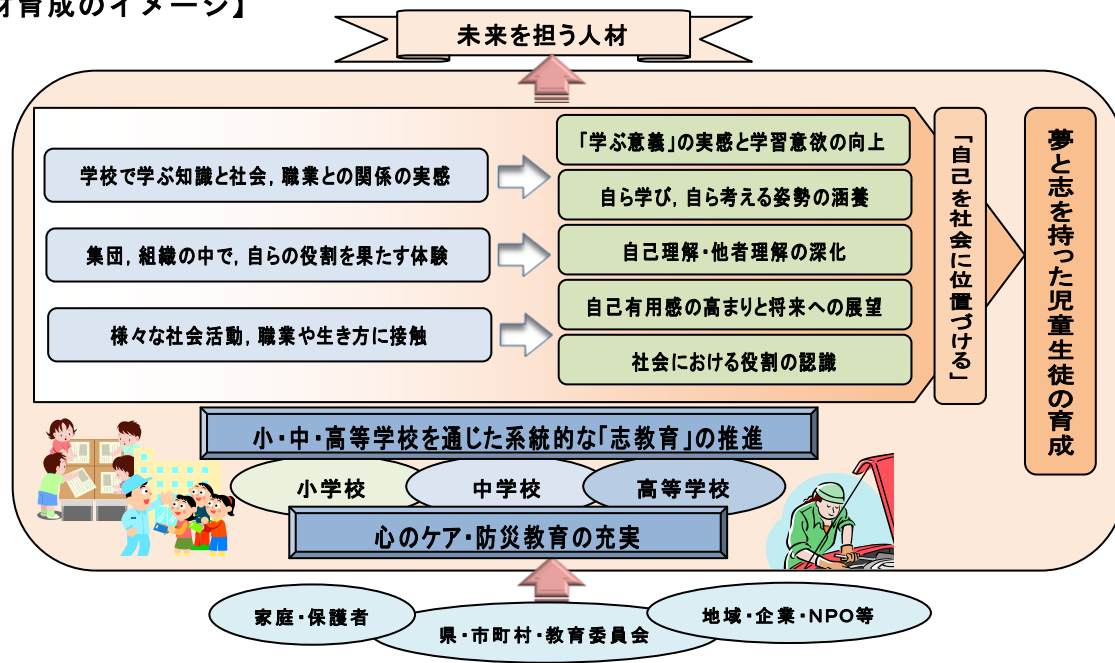 材育成のイメージ】
未来を担う人材
学校で学ぶ知識と社会,職業との関係の実感
集団,組織の中で,自らの役割を果たす体験
様々な社会活動,職業や生き方に接触
「学ぶ意義」の実感と学習意欲の向上
自ら学び,自ら考える姿勢の涵養
自己理解・他者理解の深化
自己有用感の高まりと将来への展望
社会における役割の認識
「自己を社会に位置づける」
夢と志を持った児童生徒の育成
小・中・高等学校を通じた系統的な「志教育」の推進
小学校
中学校
高等学校
心のケア・防災教育の充実
家庭・保護者
県・市町村・教育委員会
地域・企業・NPO等